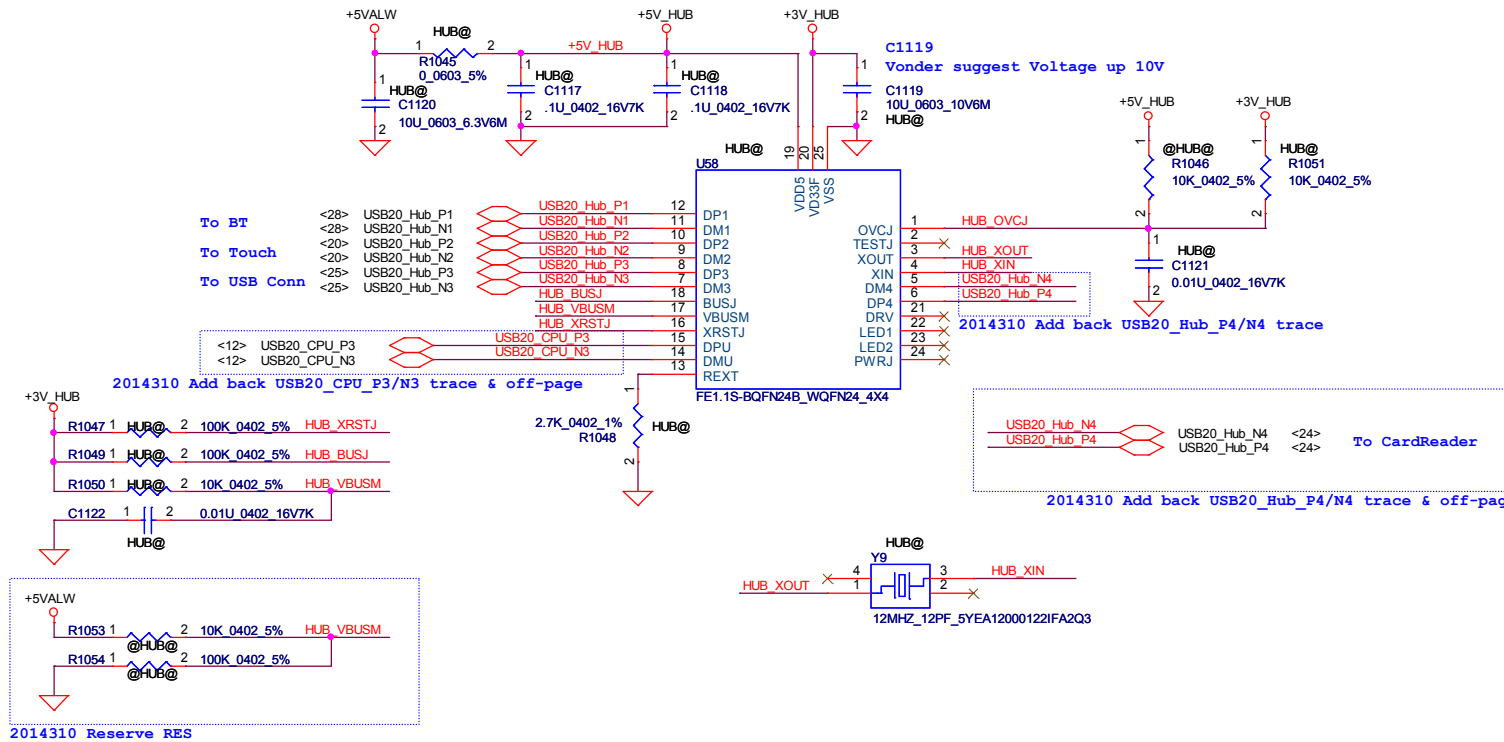 +5VALW
+5V_HUB
+3V_HUB
HUB@
1 2
+5V_HUB
R1045
0_0603_5%
C1119
Vonder suggest Voltage up 10V
1
HUB@
C1120
10U_0603_6.3V6M
2
1
HUB@
C1117
.1U_0402_16V7K
2
1
HUB@
C1118
.1U_0402_16V7K
2
1
C1119
10U_0603_10V6M
HUB@
2
+5V_HUB
+3V_HUB
1
@HUB@
R1046
10K_0402_5%
2
1
HUB@
R1051
10K_0402_5%
2
HUB@
U58
19
20
25
VDD5
VD33F
VSS
To BT
<28> USB20_Hub_P1 USB20_Hub_P1 12 DP1
<28> USB20_Hub_N1 USB20_Hub_N1 11 DM1
To Touch
<20> USB20_Hub_P2 USB20_Hub_P2 10 DP2
<20> USB20_Hub_N2 USB20_Hub_N2 9 DM2
To USB Conn
<25> USB20_Hub_P3 USB20_Hub_P3 8 DP3
<25> USB20_Hub_N3 USB20_Hub_N3 7 DM3
HUB_BUSJ 18 BUSJ
HUB_VBUSM 17 VBUSM
HUB_XRSTJ 16 XRSTJ
<12> USB20_CPU_P3 USB20_CPU_P3 15 DPU
<12> USB20_CPU_N3 USB20_CPU_N3 14 DMU
13 REXT
OVCJ 1 HUB_OVCJ
TESTJ 2
XOUT 3 HUB_XOUT
XIN 4 HUB_XIN
DM4 5 USB20_Hub_N4
DP4 6 USB20_Hub_P4
DRV 21
LED1 22
LED2 23
PWRJ 24
1
HUB@
C1121
0.01U_0402_16V7K
2
2014310 Add back USB20_Hub_P4/N4 trace
2014310 Add back USB20_CPU_P3/N3 trace & off-page
FE1.1S-BQFN24B_WQFN24_4X4
1
2.7K_0402_1%
R1048
HUB@
2
+3V_HUB
R1047 1 HUB@ 2 100K_0402_5% HUB_XRSTJ
R1049 1 HUB@ 2 100K_0402_5% HUB_BUSJ
R1050 1 HUB@ 2 10K_0402_5% HUB_VBUSM
C1122 1 2 0.01U_0402_16V7K
HUB@
USB20_Hub_N4 USB20_Hub_N4 <24>
USB20_Hub_P4 USB20_Hub_P4 <24>
To CardReader
2014310 Add back USB20_Hub_P4/N4 trace & off-pag
HUB@
Y9
4 3 HUB_XIN
HUB_XOUT 1 2
12MHZ_12PF_5YEA12000122IFA2Q3
+5VALW
R1053 1 2 10K_0402_5% HUB_VBUSM
@HUB@
R1054 1 2 100K_0402_5%
@HUB@
2014310 Reserve RES